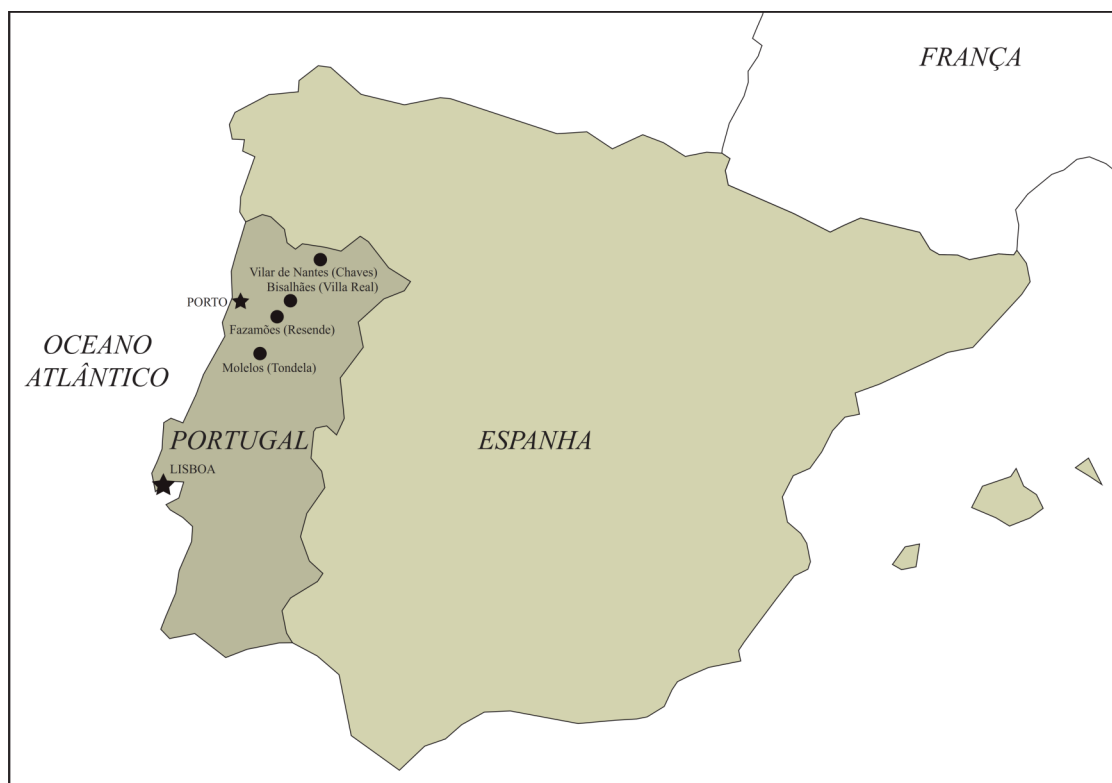 FRANÇA
Vilar de Nantes (Chaves)
Bisalhães (Villa Real)
PORTO
Fazamões (Resende)
OCEANO
ATLÂNTICO
Molelos (Tondela)
PORTUGAL
ESPANHA
LISBOA